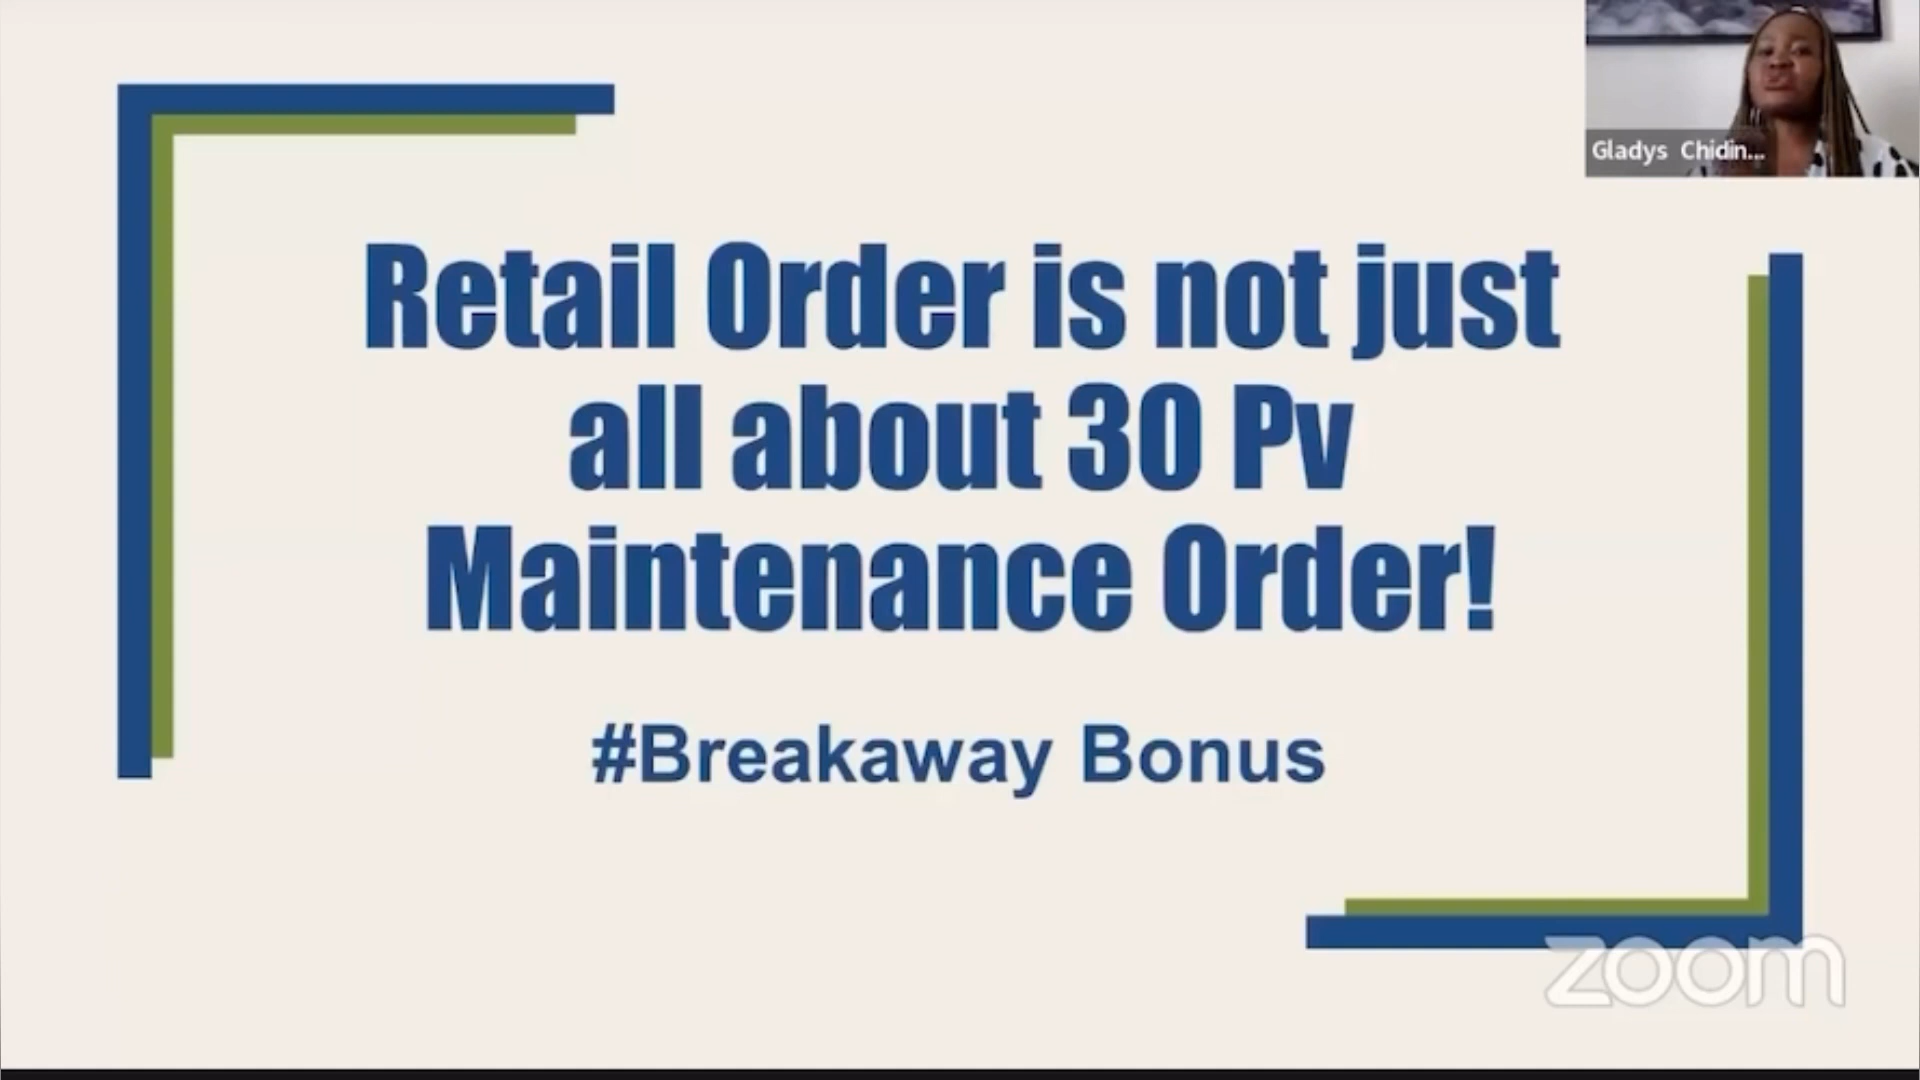 Gladys Chidin...
Retail Order is not just
all about 30 Pv
Maintenance Order!
#Breakaway Bonus
zoom